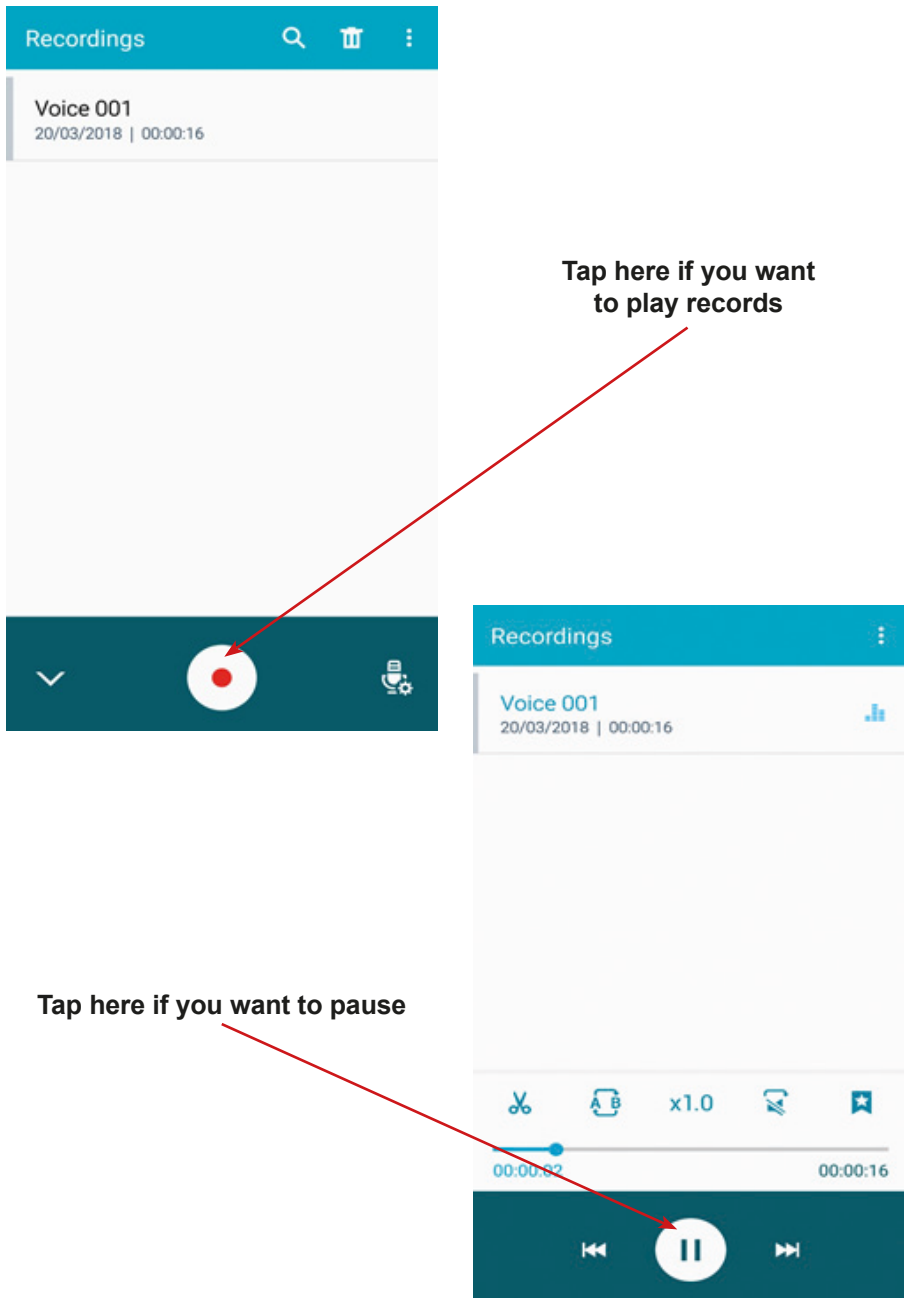 Recordings
Voice 001
20/03/2018 | 00:00:16
Tap here if you want
to play records
Recordings
Voice 001
20/03/2018 | 00:00:16
Tap here if you want to pause
A B x1.0
00:00:02 00:00:16